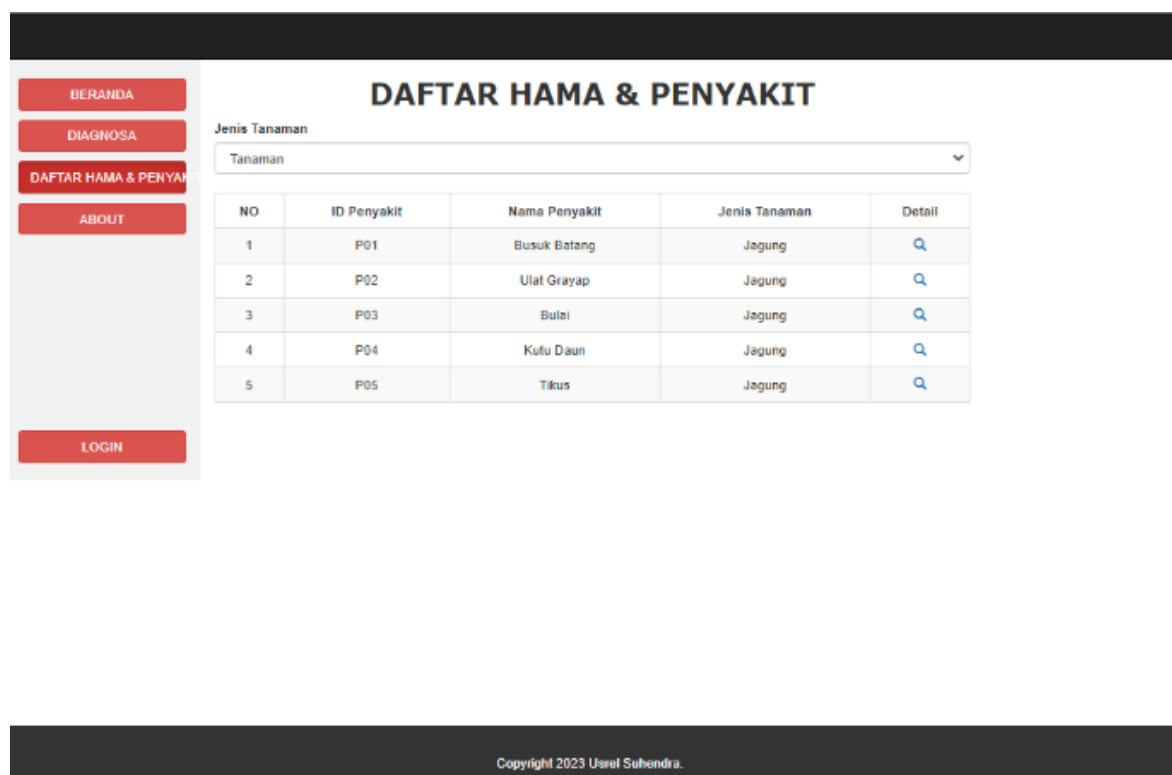 DAFTAR HAMA & PENYAKIT
BERANDA
DIAGNOSA
DAFTAR HAMA & PENYAKIT
ABOUT
LOGIN
Jenis Tanaman
Tanaman
NO ID Penyakit Nama Penyakit Jenis Tanaman Detail
1 P01 Busuk Batang Jagung
2 P02 Ulat Grayap Jagung
3 P03 Bulai Jagung
4 P04 Kutu Daun Jagung
5 P05 Tikus Jagung
Copyright 2023 Usrel Suhendra.